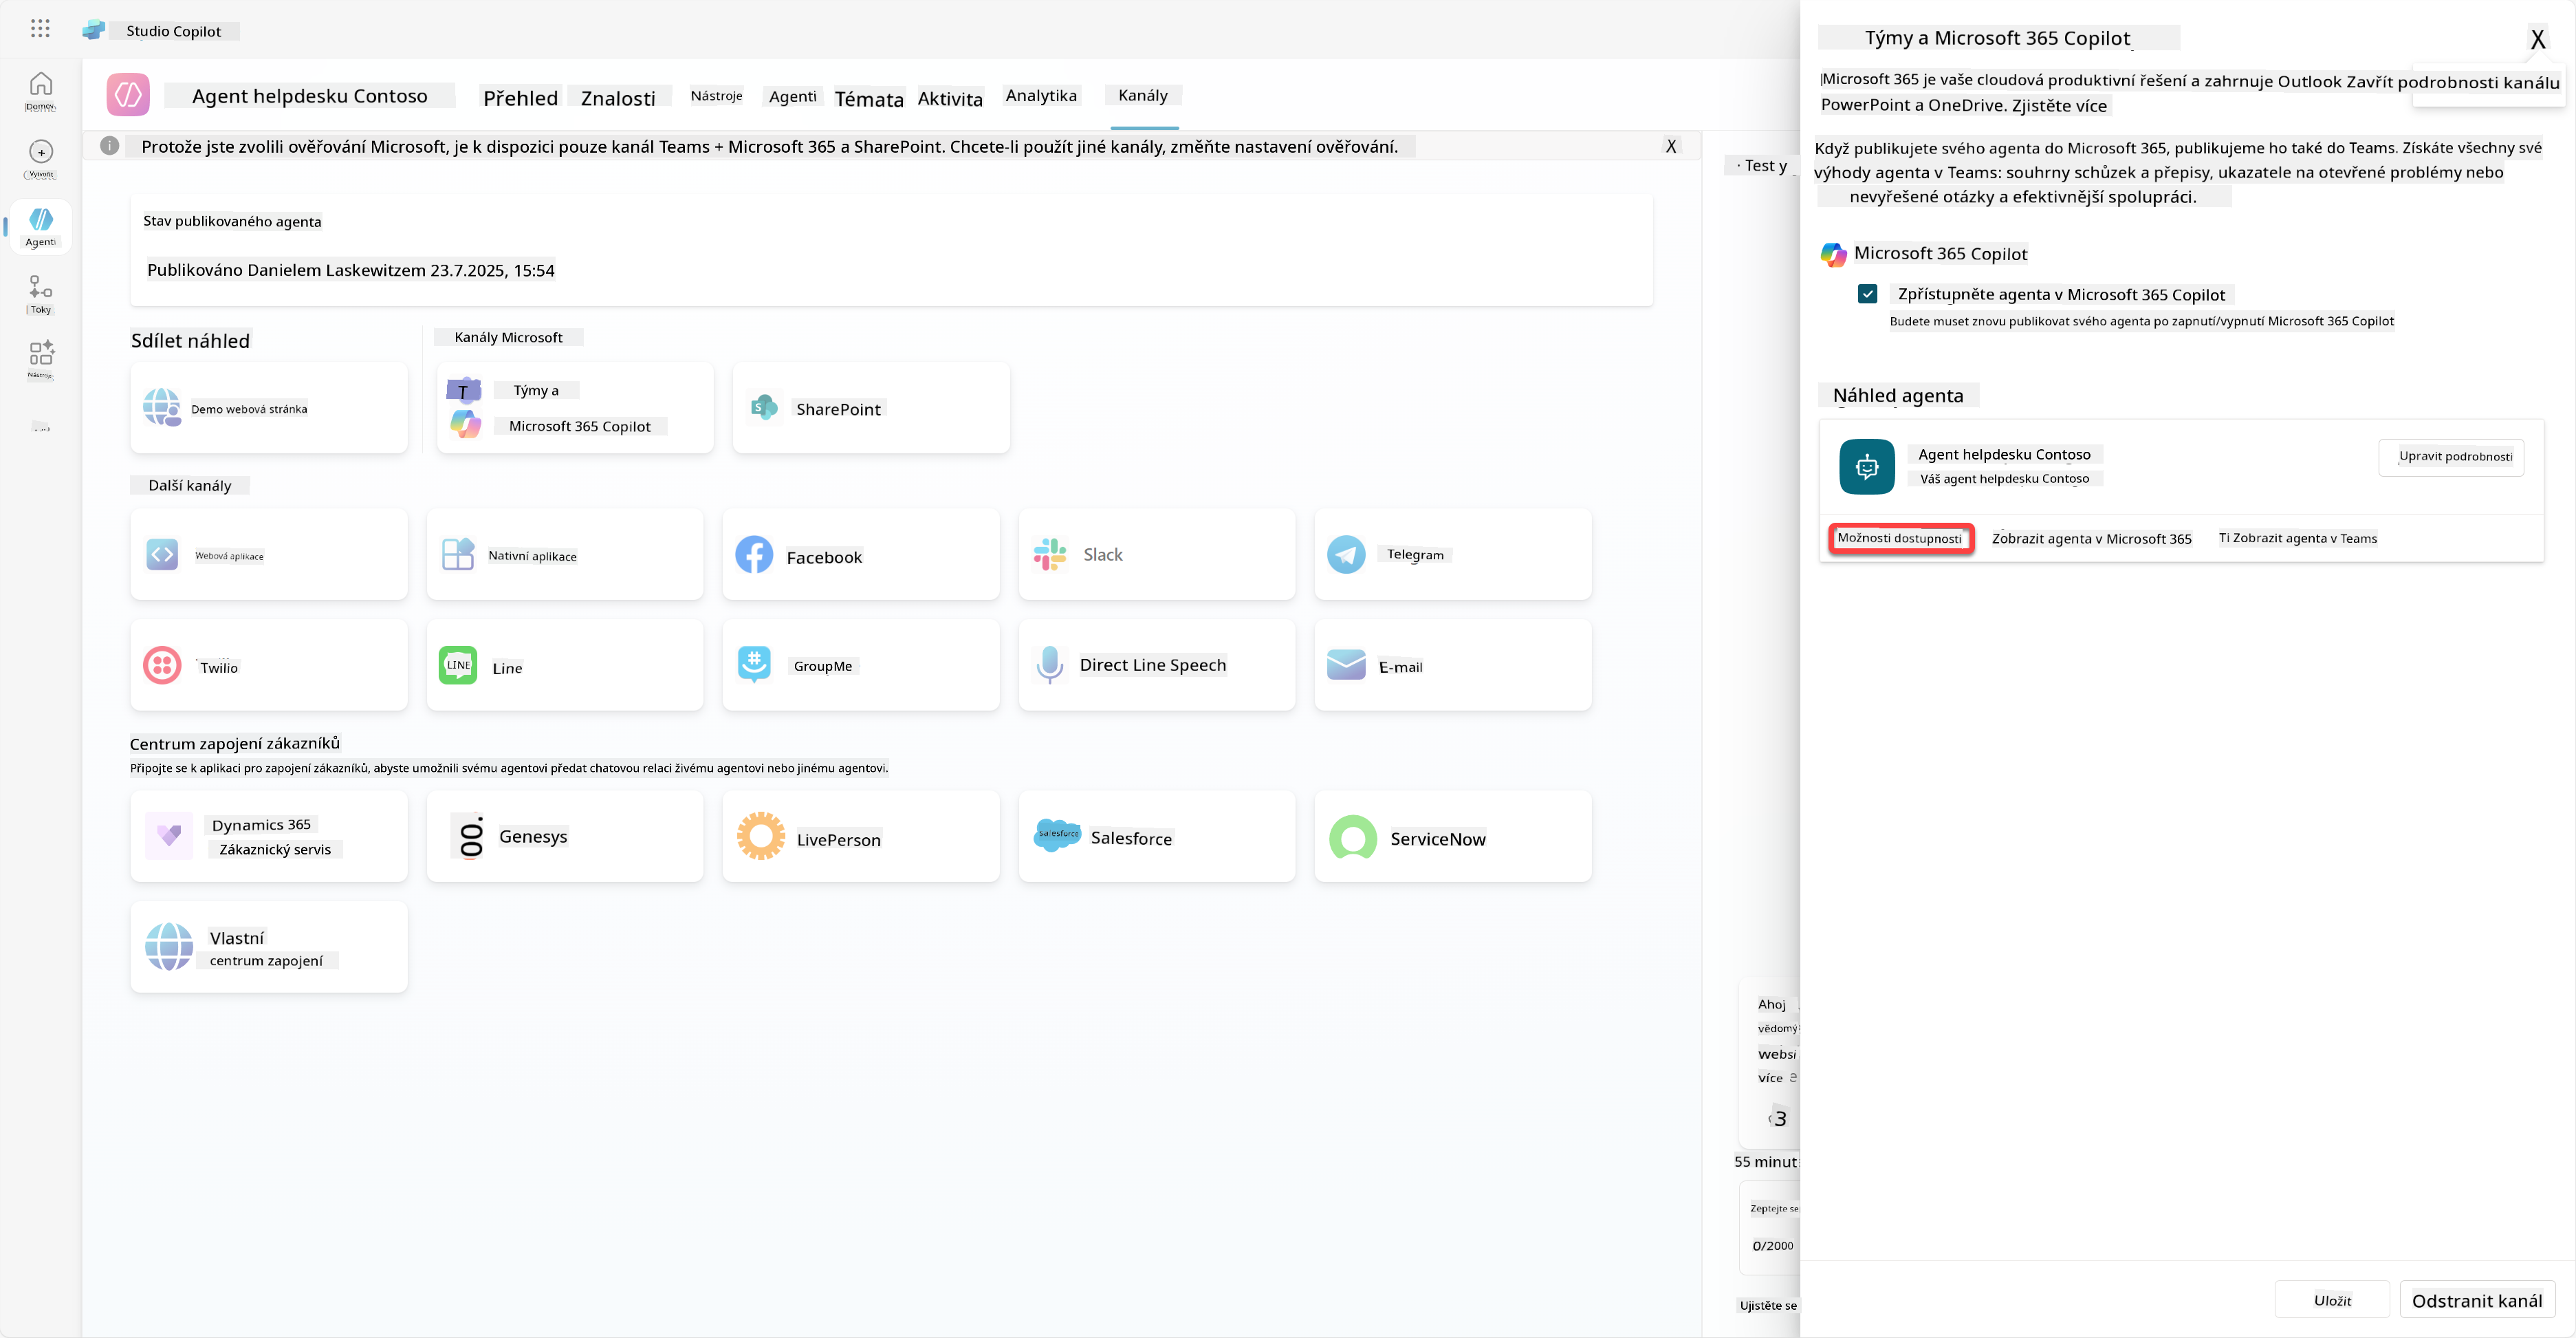 Studio Copilot
Domov
Vytvořit
Agenti
Toky
Nástroje
Agent helpdesku Contoso
Přehled
Znalosti
Nástroje
Agenti
Témata
Aktivita
Analytika
Kanály
Protože jste zvolili ověřování Microsoft, je k dispozici pouze kanál Teams + Microsoft 365 a SharePoint. Chcete-li použít jiné kanály, změňte nastavení ověřování.
X
Stav publikovaného agenta
Publikováno Danielem Laskewitzem 23.7.2025, 15:54
Sdílet náhled
Kanály Microsoft
Demo webová stránka
T
Týmy a
Microsoft 365 Copilot
SharePoint
Další kanály
Webová aplikace
Nativní aplikace
Facebook
Slack
Telegram
Twilio
LINE
Line
GroupMe
Direct Line Speech
E-mail
Centrum zapojení zákazníků
Připojte se k aplikaci pro zapojení zákazníků, abyste umožnili svému agentovi předat chatovou relaci živému agentovi nebo jinému agentovi.
Dynamics 365
Zákaznický servis
Genesys
LivePerson
salesforce
Salesforce
ServiceNow
Vlastní
centrum zapojení
· Test y
Ahoj
vědomý
websi
více e
3
55 minut
Zeptejte se
0/2000
Ujistěte se
Týmy a Microsoft 365 Copilot
X
Microsoft 365 je vaše cloudová produktivní řešení a zahrnuje Outlook Zavřít podrobnosti kanálu
PowerPoint a OneDrive. Zjistěte více
Když publikujete svého agenta do Microsoft 365, publikujeme ho také do Teams. Získáte všechny své
výhody agenta v Teams: souhrny schůzek a přepisy, ukazatele na otevřené problémy nebo
nevyřešené otázky a efektivnější spolupráci.
Microsoft 365 Copilot
Zpřístupněte agenta v Microsoft 365 Copilot
Budete muset znovu publikovat svého agenta po zapnutí/vypnutí Microsoft 365 Copilot
Náhled agenta
Agent helpdesku Contoso
Váš agent helpdesku Contoso
Upravit podrobnosti
Možnosti dostupnosti
Zobrazit agenta v Microsoft 365
Ti Zobrazit agenta v Teams
Uložit
Odstranit kanál